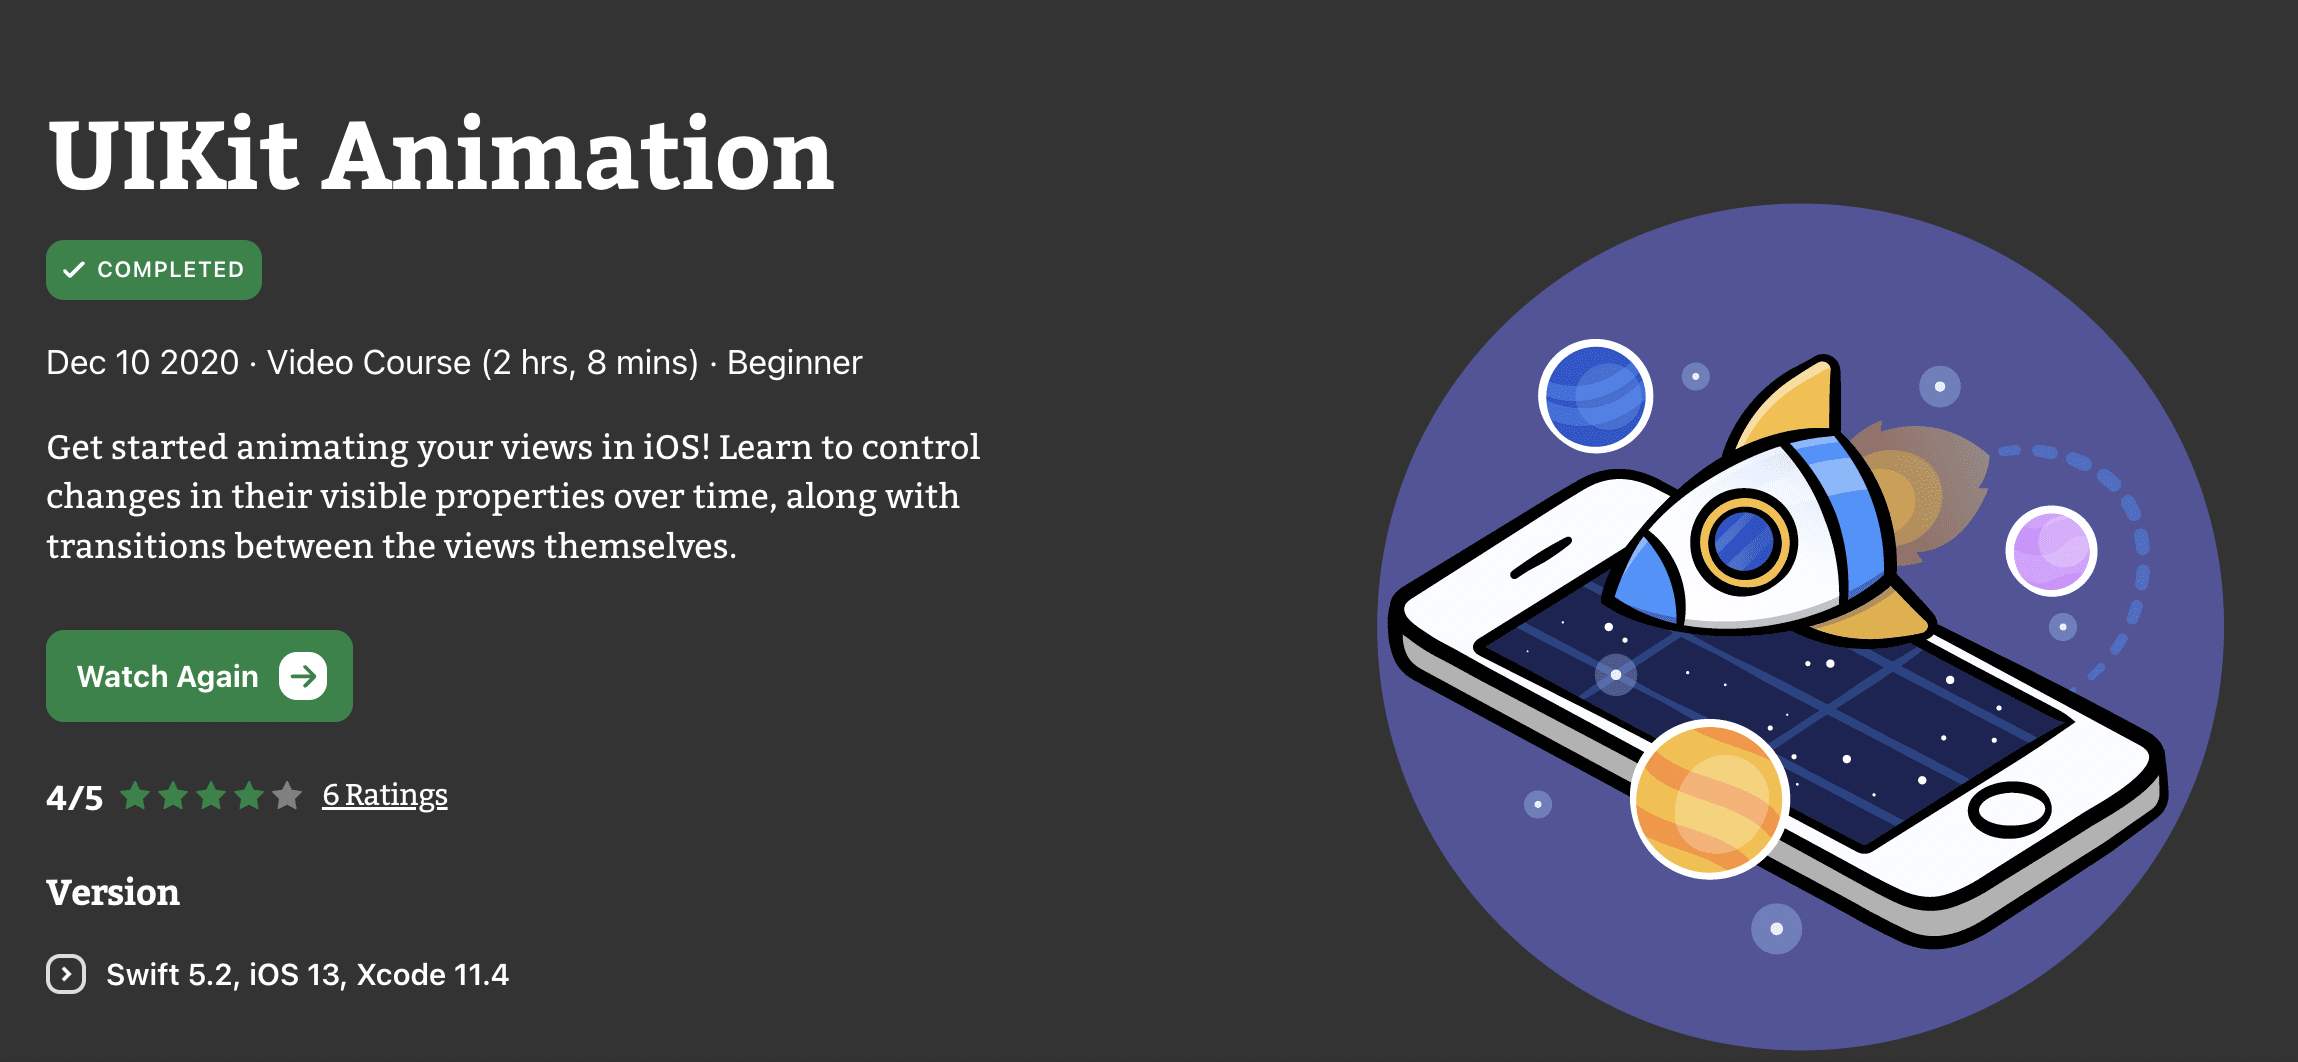 UIKit Animation
COMPLETED
Dec 10 2020 · Video Course (2 hrs, 8 mins) · Beginner
Get started animating your views in iOS! Learn to control
changes in their visible properties over time, along with
transitions between the views themselves.
Watch Again
4/5 6 Ratings
Version
Swift 5.2, iOS 13, Xcode 11.4